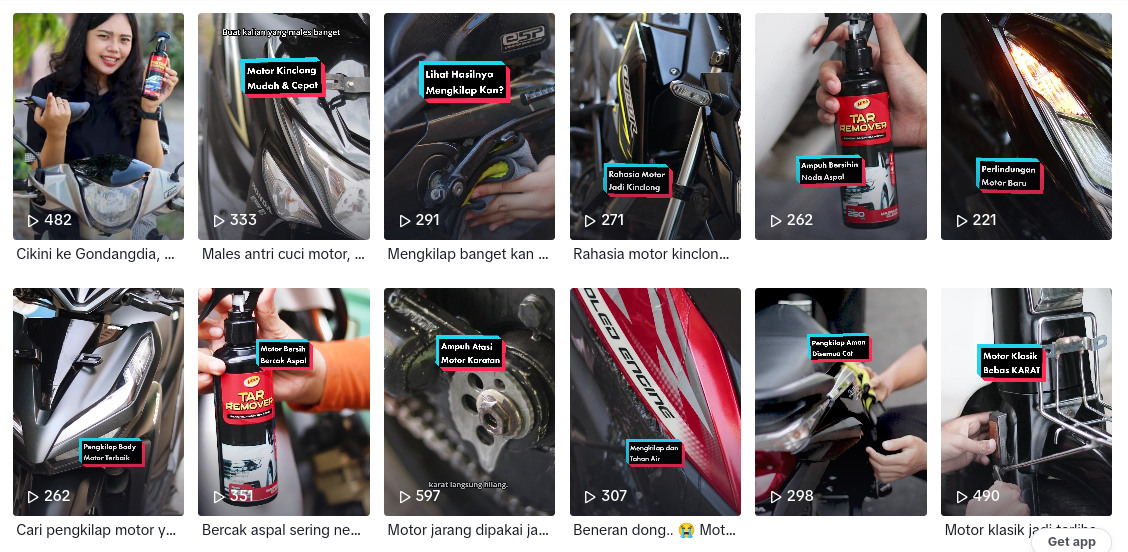 Buat kalian yang males banget
Motor Kinclong
Mudah & Cepat
esp
Lihat Hasilnya
Mengkilap Kan?
Rahasia Motor
Jadi Kinclong
TAR
REMOVER
250
Ampuh Bersihin
Noda Aspal
Perlindungan
Motor Baru
482
333
291
271
262
221
Cikini ke Gondangdia, ...
Males antri cuci motor, ...
Mengkilap banget kan ...
Rahasia motor kinclon...
Pengkilap Body
Motor Terbaik
Motor Bersih
Bercak Aspal
TAR
REMOVER
Ampuh Atasi
Motor Karatan
karat langsung hilang.
OLED ENGINE
Mengkilap dan
Tahan Air
Pengkilap Aman
Disemua Cat
Motor Klasik
Bebas KARAT
262
351
597
307
298
490
Cari pengkilap motor y...
Bercak aspal sering ne...
Motor jarang dipakai ja...
Beneran dong.. 😭 Mot...
Motor klasik jadi
Get app